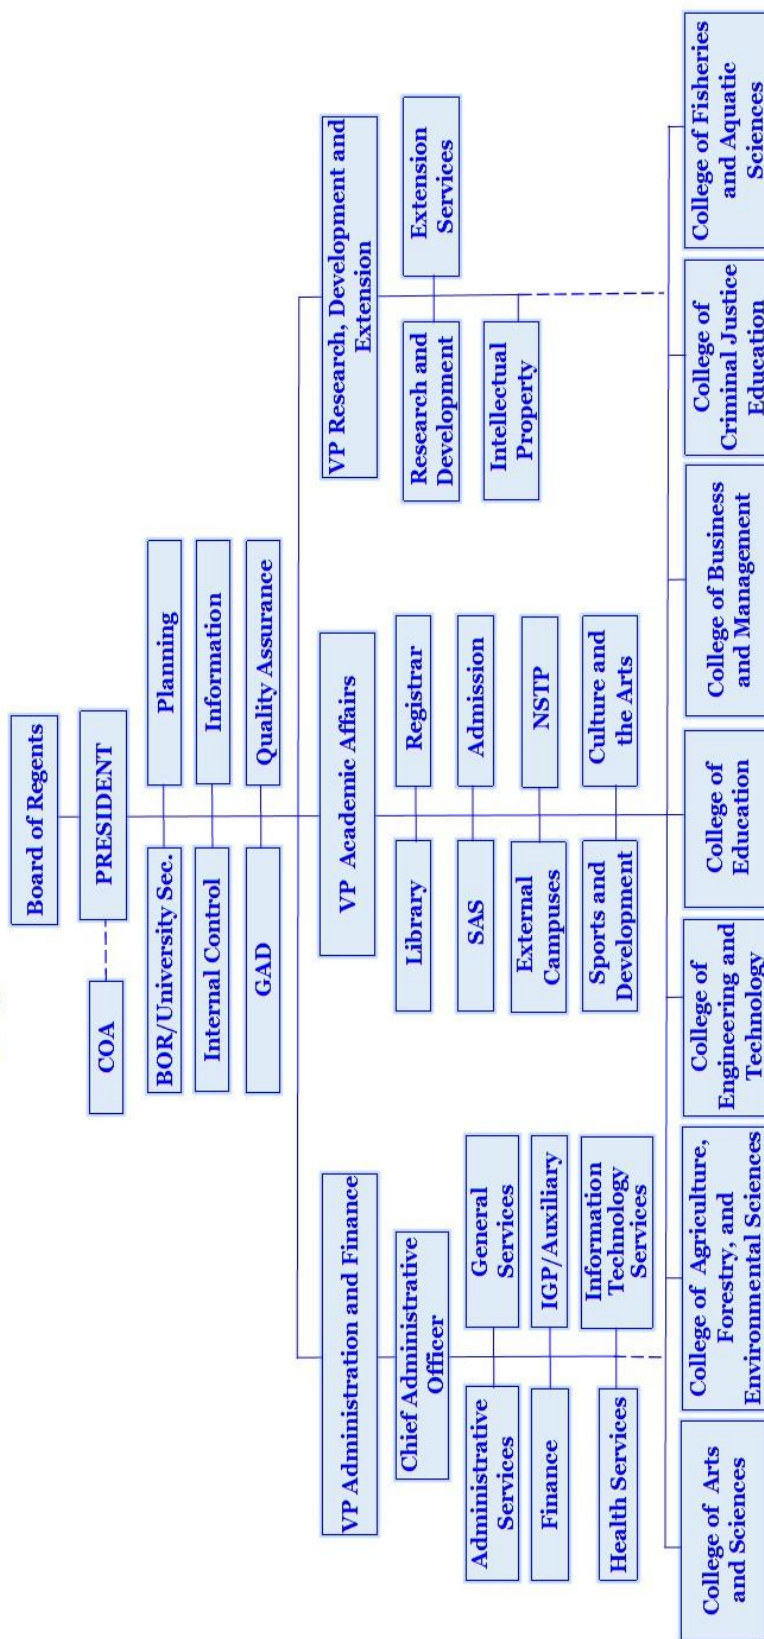 Board of Regents
COA
PRESIDENT
BOR/University Sec.
Planning
Internal Control
Information
GAD
Quality Assurance
VP Administration and Finance
VP Academic Affairs
VP Research, Development and
Extension
Chief Administrative
Officer
Library
Registrar
Research and
Development
Extension
Services
Administrative
Services
General
Services
SAS
Admission
Intellectual
Property
Finance
IGP/Auxiliary
External
Campuses
NSTP
Health Services
Information
Technology
Services
Sports and
Development
Culture and
the Arts
College of Arts
and Sciences
College of Agriculture,
Forestry, and
Environmental Sciences
College of
Engineering and
Technology
College of
Education
College of Business
and Management
College of
Criminal Justice
Education
College of Fisheries
and Aquatic
Sciences